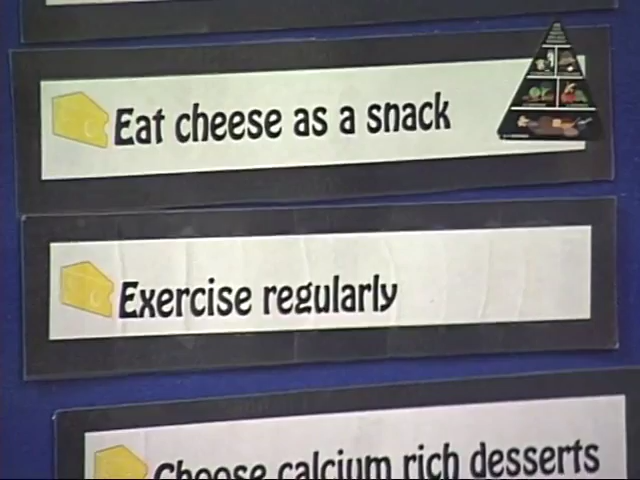 Eat cheese as a snack
Exercise regularly
Choose calcium rich desserts